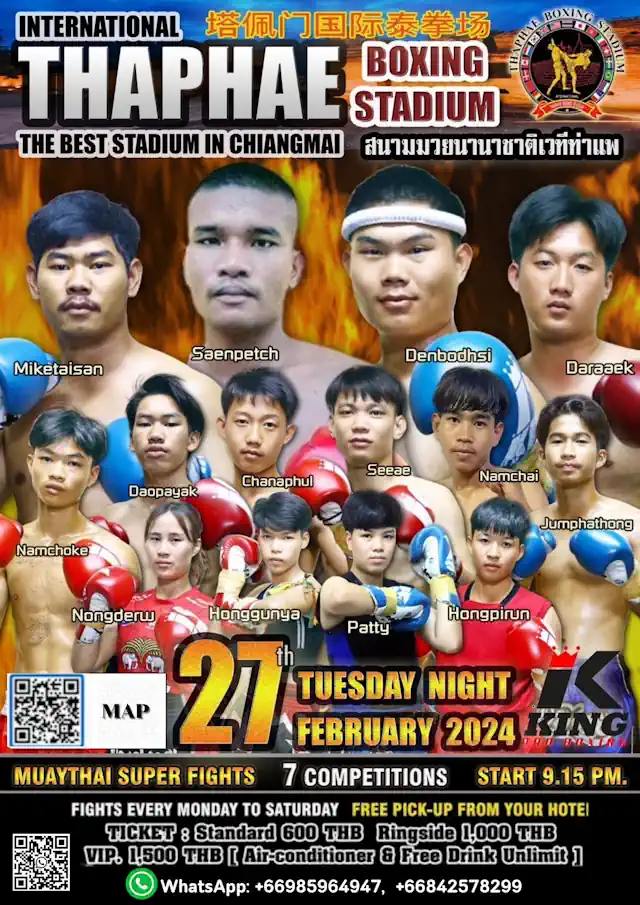 INTERNATIONAL 塔佩门国际泰拳场
THAPHAE BOXING STADIUM
THE BEST STADIUM IN CHIANGMAI สนามมวยนานาชาติเวทีท่าแพ
THAPHAE BOXING STADIUM
Miketaisan
Saenpetch
Denbodhsi
Daraaek
Daopayak
Chanaphul
Seeae
Namchai
Jumphathong
Namchoke
Nongderw
Honggunya
Patty
Hongpirun
MAP
27th
TUESDAY NIGHT
FEBRUARY 2024
K
KING
PRO BOXING
MUAYTHAI SUPER FIGHTS 7 COMPETITIONS START 9.15 PM.
FIGHTS EVERY MONDAY TO SATURDAY FREE PICK-UP FROM YOUR HOTEl
TICKET : Standard 600 THB Ringside 1,000 THB
VIP. 1,500 THB [ Air-conditioner & Free Drink Unlimit ]
WhatsApp: +66985964947, +66842578299